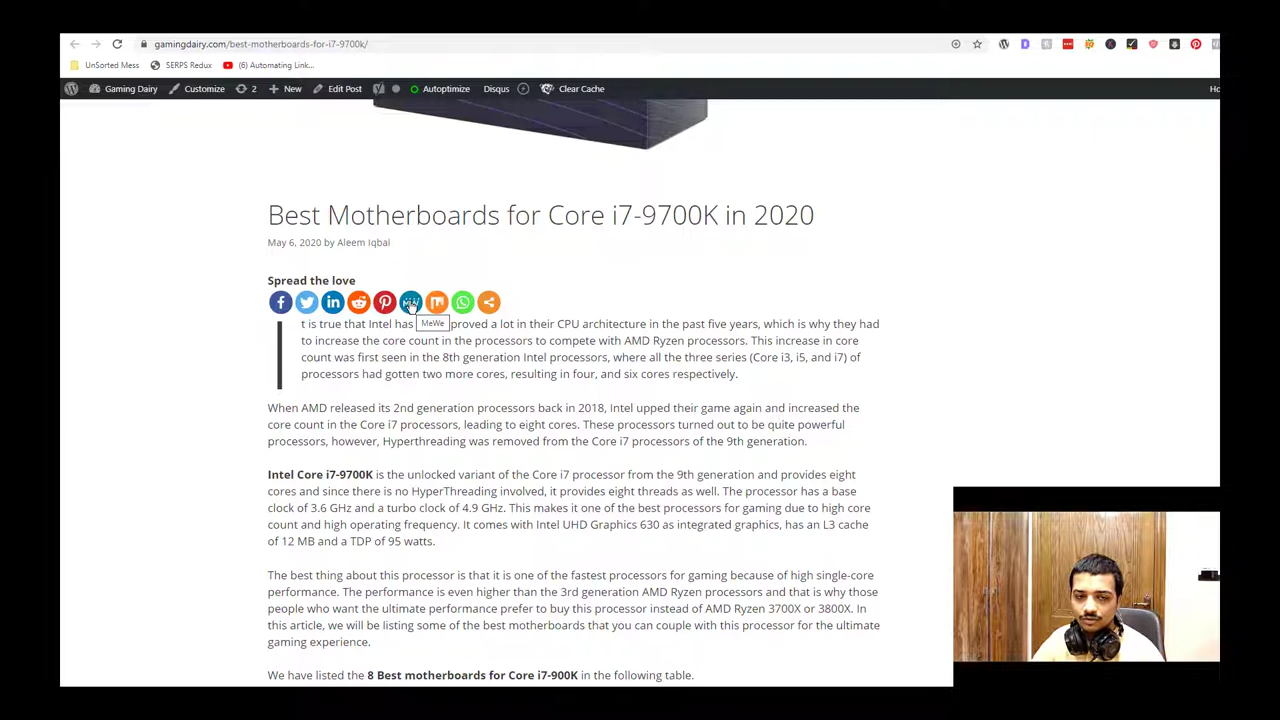 gamingdairy.com/best-motherboards-for-i7-9700k/
UnSorted Mess SERPS Redux (6) Automating Link...
Gaming Dairy Customize 2 New Edit Post Autoptimize Disqus Clear Cache Ho
Best Motherboards for Core i7-9700K in 2020
May 6, 2020 by Aleem Iqbal
Spread the love
MeWe
t is true that Intel has proved a lot in their CPU architecture in the past five years, which is why they had
to increase the core count in the processors to compete with AMD Ryzen processors. This increase in core
count was first seen in the 8th generation Intel processors, where all the three series (Core i3, i5, and i7) of
processors had gotten two more cores, resulting in four, and six cores respectively.
When AMD released its 2nd generation processors back in 2018, Intel upped their game again and increased the
core count in the Core i7 processors, leading to eight cores. These processors turned out to be quite powerful
processors, however, Hyperthreading was removed from the Core i7 processors of the 9th generation.
Intel Core i7-9700K is the unlocked variant of the Core i7 processor from the 9th generation and provides eight
cores and since there is no HyperThreading involved, it provides eight threads as well. The processor has a base
clock of 3.6 GHz and a turbo clock of 4.9 GHz. This makes it one of the best processors for gaming due to high core
count and high operating frequency. It comes with Intel UHD Graphics 630 as integrated graphics, has an L3 cache
of 12 MB and a TDP of 95 watts.
The best thing about this processor is that it is one of the fastest processors for gaming because of high single-core
performance. The performance is even higher than the 3rd generation AMD Ryzen processors and that is why those
people who want the ultimate performance prefer to buy this processor instead of AMD Ryzen 3700X or 3800X. In
this article, we will be listing some of the best motherboards that you can couple with this processor for the ultimate
gaming experience.
We have listed the 8 Best motherboards for Core i7-900K in the following table.